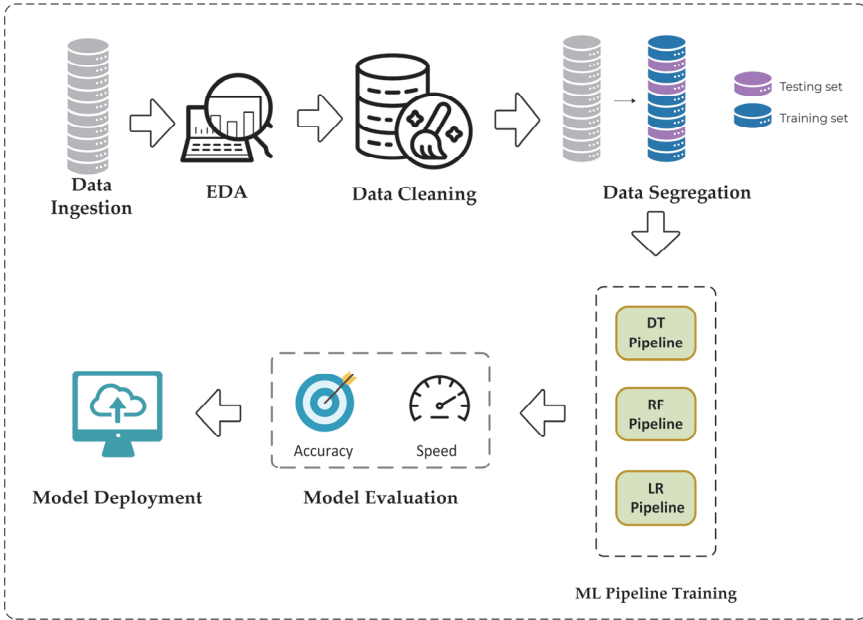 Data
Ingestion
EDA
Data Cleaning
Data Segregation
Testing set
Training set
DT
Pipeline
RF
Pipeline
LR
Pipeline
ML Pipeline Training
Accuracy
Speed
Model Evaluation
Model Deployment